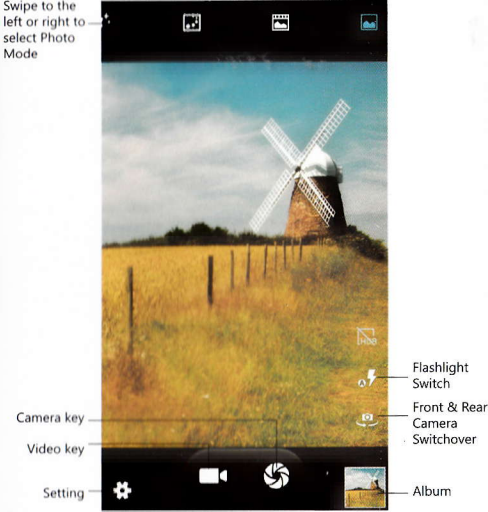 Swipe to the
left or right to
select Photo
Mode
HDR
Flashlight
Switch
Front & Rear
Camera
Switchover
Camera key
Video key
Setting
Album